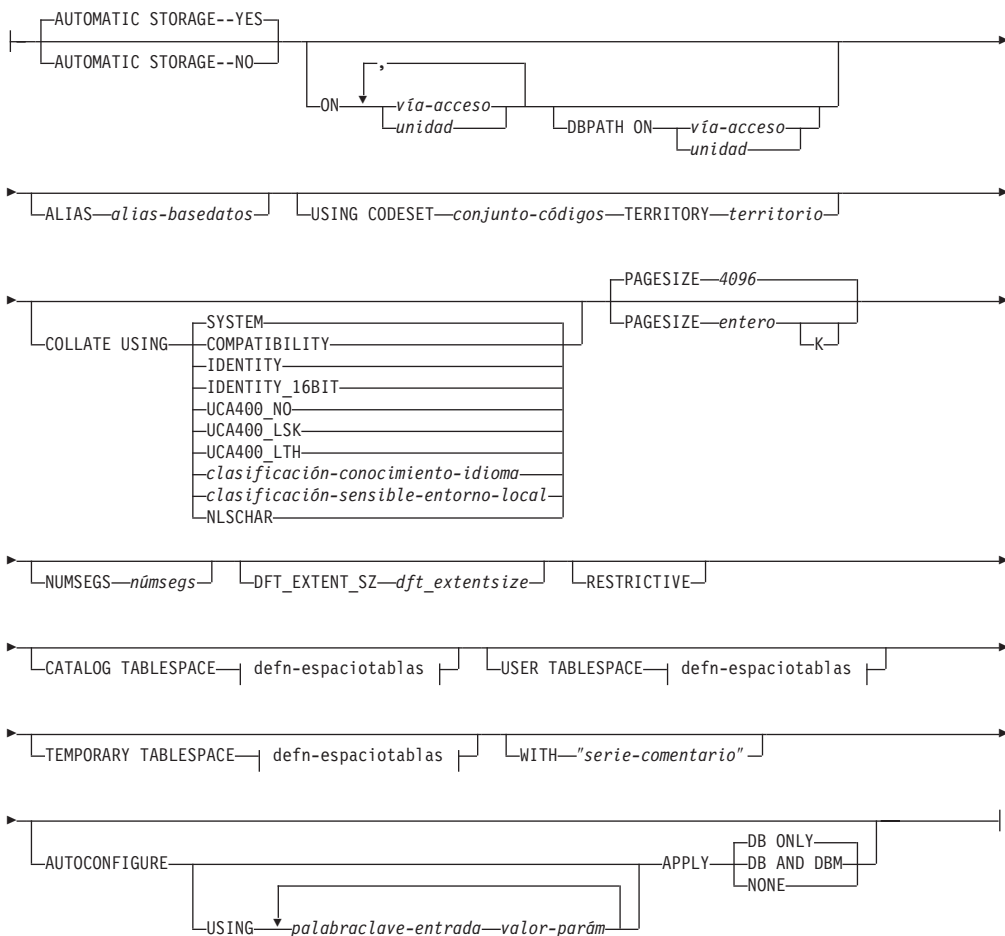 AUTOMATIC STORAGE--YES
AUTOMATIC STORAGE--NO
,
ON vía-acceso
unidad
DBPATH ON vía-acceso
unidad
ALIAS alias-basedatos USING CODESET conjunto-códigos TERRITORY territorio
COLLATE USING
SYSTEM
COMPATIBILITY
IDENTITY
IDENTITY_16BIT
UCA400_NO
UCA400_LSK
UCA400_LTH
clasificación-conocimiento-idioma
clasificación-sensible-entorno-local
NLSCHAR
PAGESIZE 4096
PAGESIZE entero K
NUMSEGS númsegs DFT_EXTENT_SZ dft_extentsize RESTRICTIVE
CATALOG TABLESPACE defn-espaciotablas USER TABLESPACE defn-espaciotablas
TEMPORARY TABLESPACE defn-espaciotablas WITH "serie-comentario"
AUTOCONFIGURE
USING palabraclave-entrada valor-parám
APPLY
DB ONLY
DB AND DBM
NONE